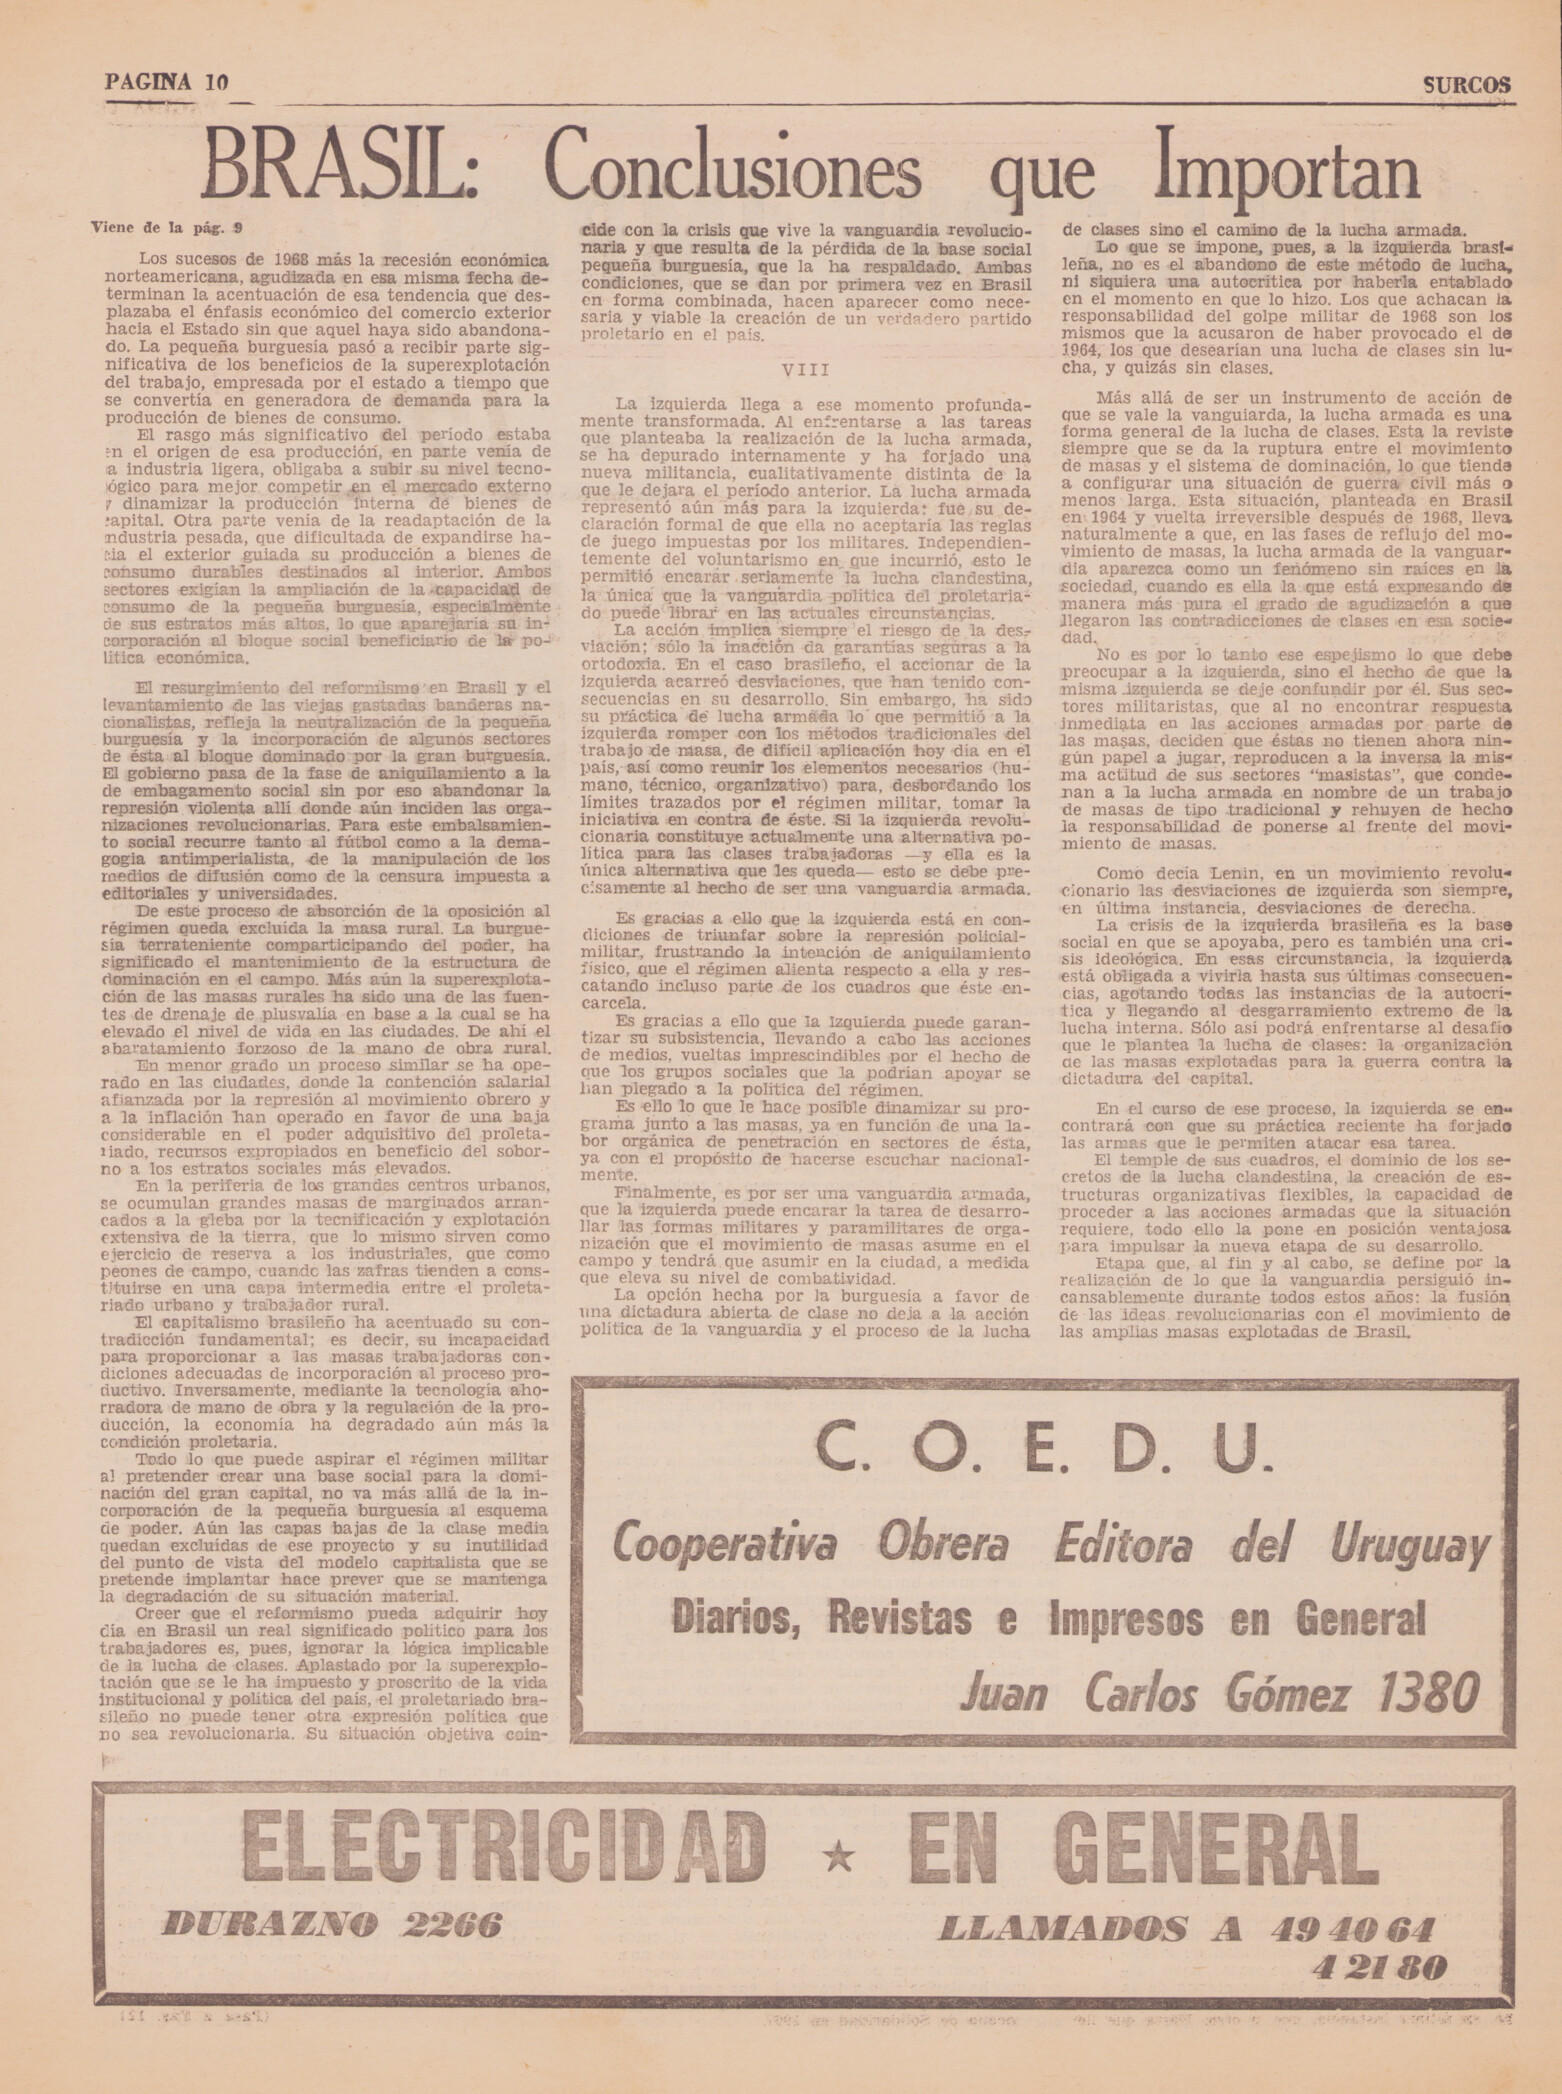 PAGINA 10
SURCOS
BRASIL: Conclusiones que Importan
Viene de la pág. 9
Los sucesos de 1968 más la recesión económica
norteamericana, agudizada en esa misma fecha de-
terminan la acentuación de esa tendencia que des-
plazaba el énfasis económico del comercio exterior
hacia el Estado sin que aquel haya sido abandona-
do. La pequeña burguesía pasó a recibir parte sig-
nificativa de los beneficios de la superexplotación
del trabajo, empresada por el estado a tiempo que
se convertía en generadora de demanda para la
producción de bienes de consumo.
El rasgo más significativo del período estaba
en el origen de esa producción, en parte venía de
a industria ligera, obligaba a subir su nivel tecno-
ógico para mejor competir en el mercado externo
y dinamizar la producción interna de bienes de
capital. Otra parte venía de la readaptación de la
industria pesada, que dificultada de expandirse ha-
cia el exterior guiada su producción a bienes de
consumo durables destinados al interior. Ambos
sectores exigían la ampliación de la capacidad de
consumo de la pequeña burguesía, especialmente
de sus estratos más altos, lo que aparejaría su in-
corporación al bloque social beneficiario de la po-
lítica económica.
El resurgimiento del reformismo en Brasil y el
levantamiento de las viejas gastadas banderas na-
cionalistas, refleja la neutralización de la pequeña
burguesía y la incorporación de algunos sectores
de ésta al bloque dominado por la gran burguesía.
El gobierno pasa de la fase de aniquilamiento a la
de embagamento social sin por eso abandonar la
represión violenta allí donde aún inciden las orga-
nizaciones revolucionarias. Para este embalsamien-
to social recurre tanto al fútbol como a la dema-
gogia antimperialista, de la manipulación de los
medios de difusión como de la censura impuesta a
editoriales y universidades.
De este proceso de absorción de la oposición al
régimen queda excluída la masa rural. La burgue-
sía terrateniente comparticipando del poder, ha
significado el mantenimiento de la estructura de
dominación en el campo. Más aún la superexplota-
ción de las masas rurales ha sido una de las fuen-
tes de drenaje de plusvalía en base a la cual se ha
elevado el nivel de vida en las ciudades. De ahí el
abaratamiento forzoso de la mano de obra rural.
En menor grado un proceso similar se ha ope-
rado en las ciudades, donde la contención salarial
afianzada por la represión al movimiento obrero y
a la inflación han operado en favor de una baja
considerable en el poder adquisitivo del proleta-
riado, recursos expropiados en beneficio del sobor-
no a los estratos sociales más elevados.
En la periferia de los grandes centros urbanos,
se ocumulan grandes masas de marginados arran-
cados a la gleba por la tecnificación y explotación
extensiva de la tierra, que lo mismo sirven como
ejercicio de reserva a los industriales, que como
peones de campo, cuando las zafras tienden a cons-
tituirse en una capa intermedia entre el proleta-
riado urbano y trabajador rural.
El capitalismo brasileño ha acentuado su con-
tradicción fundamental; es decir, su incapacidad
para proporcionar a las masas trabajadoras con-
diciones adecuadas de incorporación al proceso pro-
ductivo. Inversamente, mediante la tecnología aho-
rradora de mano de obra y la regulación de la pro-
ducción, la economía ha degradado aún más la
condición proletaria.
Todo lo que puede aspirar el régimen militar
al pretender crear una base social para la domi-
nación del gran capital, no va más allá de la in-
corporación de la pequeña burguesía al esquema
de poder. Aún las capas bajas de la clase media
quedan excluídas de ese proyecto y su inutilidad
del punto de vista del modelo capitalista que se
pretende implantar hace prever que se mantenga
la degradación de su situación material.
Creer que el reformismo pueda adquirir hoy
día en Brasil un real significado político para los
trabajadores es, pues, ignorar la lógica implicable
de la lucha de clases. Aplastado por la superexplo-
tación que se le ha impuesto y proscrito de la vida
institucional y política del país, el proletariado bra-
sileño no puede tener otra expresión política que
no sea revolucionaria. Su situación objetiva coin-
cide con la crisis que vive la vanguardia revolucio-
naria y que resulta de la pérdida de la base social
pequeña burguesía, que la ha respaldado. Ambas
condiciones, que se dan por primera vez en Brasil
en forma combinada, hacen aparecer como nece-
saria y viable la creación de un verdadero partido
proletario en el país.
VIII
La izquierda llega a ese momento profunda-
mente transformada. Al enfrentarse a las tareas
que planteaba la realización de la lucha armada,
se ha depurado internamente y ha forjado una
nueva militancia, cualitativamente distinta de la
que le dejara el período anterior. La lucha armada
representó aún más para la izquierda: fue su de-
claración formal de que ella no aceptaría las reglas
de juego impuestas por los militares. Independien-
temente del voluntarismo en que incurrió, esto le
permitió encarar seriamente la lucha clandestina,
la única que la vanguardia política del proletaria-
do puede librar en las actuales circunstancias.
La acción implica siempre el riesgo de la des-
viación; sólo la inacción da garantías seguras a la
ortodoxia. En el caso brasileño, el accionar de la
izquierda acarreó desviaciones, que han tenido con-
secuencias en su desarrollo. Sin embargo, ha sido
su práctica de lucha armada lo que permitió a la
izquierda romper con los métodos tradicionales del
trabajo de masa, de difícil aplicación hoy día en el
país, así como reunir los elementos necesarios (hu-
mano, técnico, organizativo) para, desbordando los
límites trazados por el régimen militar, tomar la
iniciativa en contra de éste. Si la izquierda revolu-
cionaria constituye actualmente una alternativa po-
lítica para las clases trabajadoras —y ella es la
única alternativa que les queda— esto se debe pre-
cisamente al hecho de ser una vanguardia armada.
Es gracias a ello que la izquierda está en con-
diciones de triunfar sobre la represión policial-
militar, frustrando la intención de aniquilamiento
físico, que el régimen alienta respecto a ella y res-
catando incluso parte de los cuadros que éste en-
carcela.
Es gracias a ello que la Izquierda puede garan-
tizar su subsistencia, llevando a cabo las acciones
de medios, vueltas imprescindibles por el hecho de
que los grupos sociales que la podrían apoyar se
han plegado a la política del régimen.
Es ello lo que le hace posible dinamizar su pro-
grama junto a las masas, ya en función de una la-
bor orgánica de penetración en sectores de ésta,
ya con el propósito de hacerse escuchar nacional-
mente.
Finalmente, es por ser una vanguardia armada,
que la izquierda puede encarar la tarea de desarro-
llar las formas militares y paramilitares de orga-
nización que el movimiento de masas asume en el
campo y tendrá que asumir en la ciudad, a medida
que eleva su nivel de combatividad.
La opción hecha por la burguesía a favor de
una dictadura abierta de clase no deja a la acción
política de la vanguardia y el proceso de la lucha
de clases sino el camino de la lucha armada.
Lo que se impone, pues, a la izquierda brasi-
leña, no es el abandono de este método de lucha,
ni siquiera una autocrítica por haberla entablado
en el momento en que lo hizo. Los que achacan la
responsabilidad del golpe militar de 1968 son los
mismos que la acusaron de haber provocado el de
1964, los que desearían una lucha de clases sin lu-
cha, y quizás sin clases.
Más allá de ser un instrumento de acción de
que se vale la vanguiarda, la lucha armada es una
forma general de la lucha de clases. Esta la reviste
siempre que se da la ruptura entre el movimiento
de masas y el sistema de dominación, lo que tiende
a configurar una situación de guerra civil más o
menos larga. Esta situación, planteada en Brasil
en 1964 y vuelta irreversible después de 1968, lleva
naturalmente a que, en las fases de reflujo del mo-
vimiento de masas, la lucha armada de la vanguar-
dia aparezca como un fenómeno sin raíces en la
sociedad, cuando es ella la que está expresando de
manera más pura el grado de agudización a que
llegaron las contradicciones de clases en esa socie-
dad.
No es por lo tanto ese espejismo lo que debe
preocupar a la izquierda, sino el hecho de que la
misma izquierda se deje confundir por él. Sus sec-
tores militaristas, que al no encontrar respuesta
inmediata en las acciones armadas por parte de
las masas, deciden que éstas no tienen ahora nin-
gún papel a jugar, reproducen a la inversa la mis-
ma actitud de sus sectores "masistas", que conde-
nan a la lucha armada en nombre de un trabajo
de masas de tipo tradicional y rehuyen de hecho
la responsabilidad de ponerse al frente del movi-
miento de masas.
Como decía Lenin, en un movimiento revolu-
cionario las desviaciones de izquierda son siempre,
en última instancia, desviaciones de derecha.
La crisis de la izquierda brasileña es la base
social en que se apoyaba, pero es también una cri-
sis ideológica. En esas circunstancia, la izquierda
está obligada a vivirla hasta sus últimas consecuen-
cias, agotando todas las instancias de la autocrí-
tica y llegando al desgarramiento extremo de la
lucha interna. Sólo así podrá enfrentarse al desafío
que le plantea la lucha de clases: la organización
de las masas explotadas para la guerra contra la
dictadura del capital.
En el curso de ese proceso, la izquierda se en-
contrará con que su práctica reciente ha forjado
las armas que le permiten atacar esa tarea.
El temple de sus cuadros, el dominio de los se-
cretos de la lucha clandestina, la creación de es-
tructuras organizativas flexibles, la capacidad de
proceder a las acciones armadas que la situación
requiere, todo ello la pone en posición ventajosa
para impulsar la nueva etapa de su desarrollo.
Etapa que, al fin y al cabo, se define por la
realización de lo que la vanguardia persiguió in-
cansablemente durante todos estos años: la fusión
de las ideas revolucionarias con el movimiento de
las amplias masas explotadas de Brasil.
C. O. E. D. U.
Cooperativa Obrera Editora del Uruguay
Diarios, Revistas e Impresos en General
Juan Carlos Gómez 1380
ELECTRICIDAD ★ EN GENERAL
DURAZNO 2266
LLAMADOS A 49 40 64
4 21 80